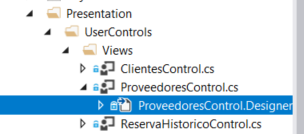 Presentation
UserControls
Views
ClientesControl.cs
ProveedoresControl.cs
ProveedoresControl.Designer
ReservaHistoricoControl.cs